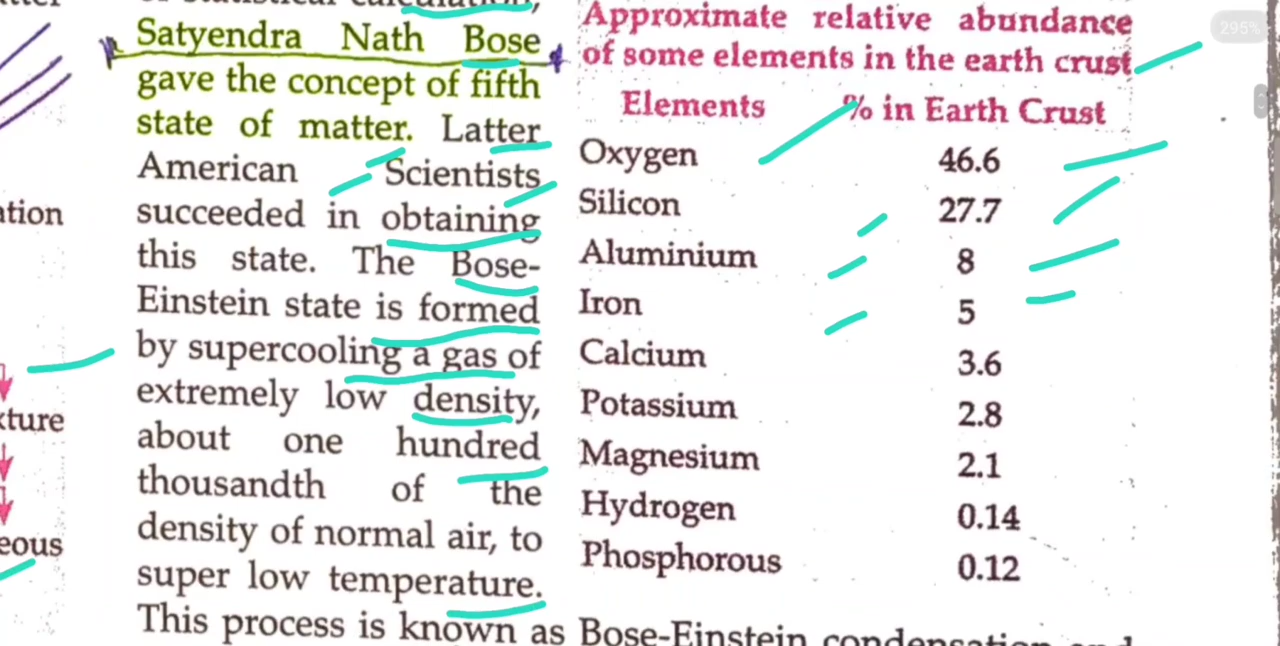 Satyendra Nath Bose
gave the concept of fifth
state of matter. Latter
American Scientists
succeeded in obtaining
this state. The Bose-
Einstein state is formed
by supercooling a gas of
extremely low density,
about one hundred
thousandth of the
density of normal air, to
super low temperature.
This process is known as Bose-Einstein condensation and
Approximate relative abundance
of some elements in the earth crust
Elements % in Earth Crust
Oxygen 46.6
Silicon 27.7
Aluminium 8
Iron 5
Calcium 3.6
Potassium 2.8
Magnesium 2.1
Hydrogen 0.14
Phosphorous 0.12
295%